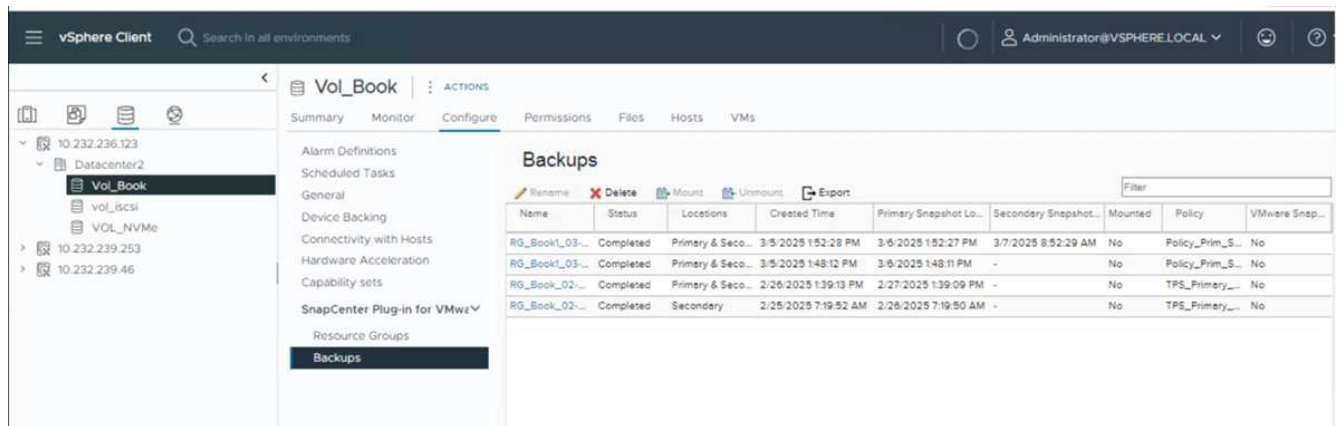 vSphere Client Search in all environments Administrator@VSPHERE.LOCAL
Vol_Book ACTIONS
Summary Monitor Configure Permissions Files Hosts VMs
10.232.236.123
Datacenter2
Vol_Book
vol_iscsi
VOL_NVMe
10.232.239.253
10.232.239.46
Alarm Definitions
Scheduled Tasks
General
Device Backing
Connectivity with Hosts
Hardware Acceleration
Capability sets
SnapCenter Plug-in for VMwa
Resource Groups
Backups
Backups
Rename Delete Mount Unmount Export Filter
Name Status Locations Created Time Primary Snapshot Lo... Secondary Snapshot... Mounted Policy VMware Snap...
RG_Book1_03-... Completed Primary & Seco... 3/5/2025 1:52:28 PM 3/6/2025 1:52:27 PM 3/7/2025 8:52:29 AM No Policy_Prim_S... No
RG_Book1_03-... Completed Primary & Seco... 3/5/2025 1:48:12 PM 3/6/2025 1:48:11 PM - No Policy_Prim_S... No
RG_Book_02-... Completed Primary & Seco... 2/26/2025 1:39:13 PM 2/27/2025 1:39:09 PM - No TPS_Primary_... No
RG_Book_02-... Completed Secondary 2/25/2025 7:19:52 AM 2/26/2025 7:19:50 AM - No TPS_Primary_... No